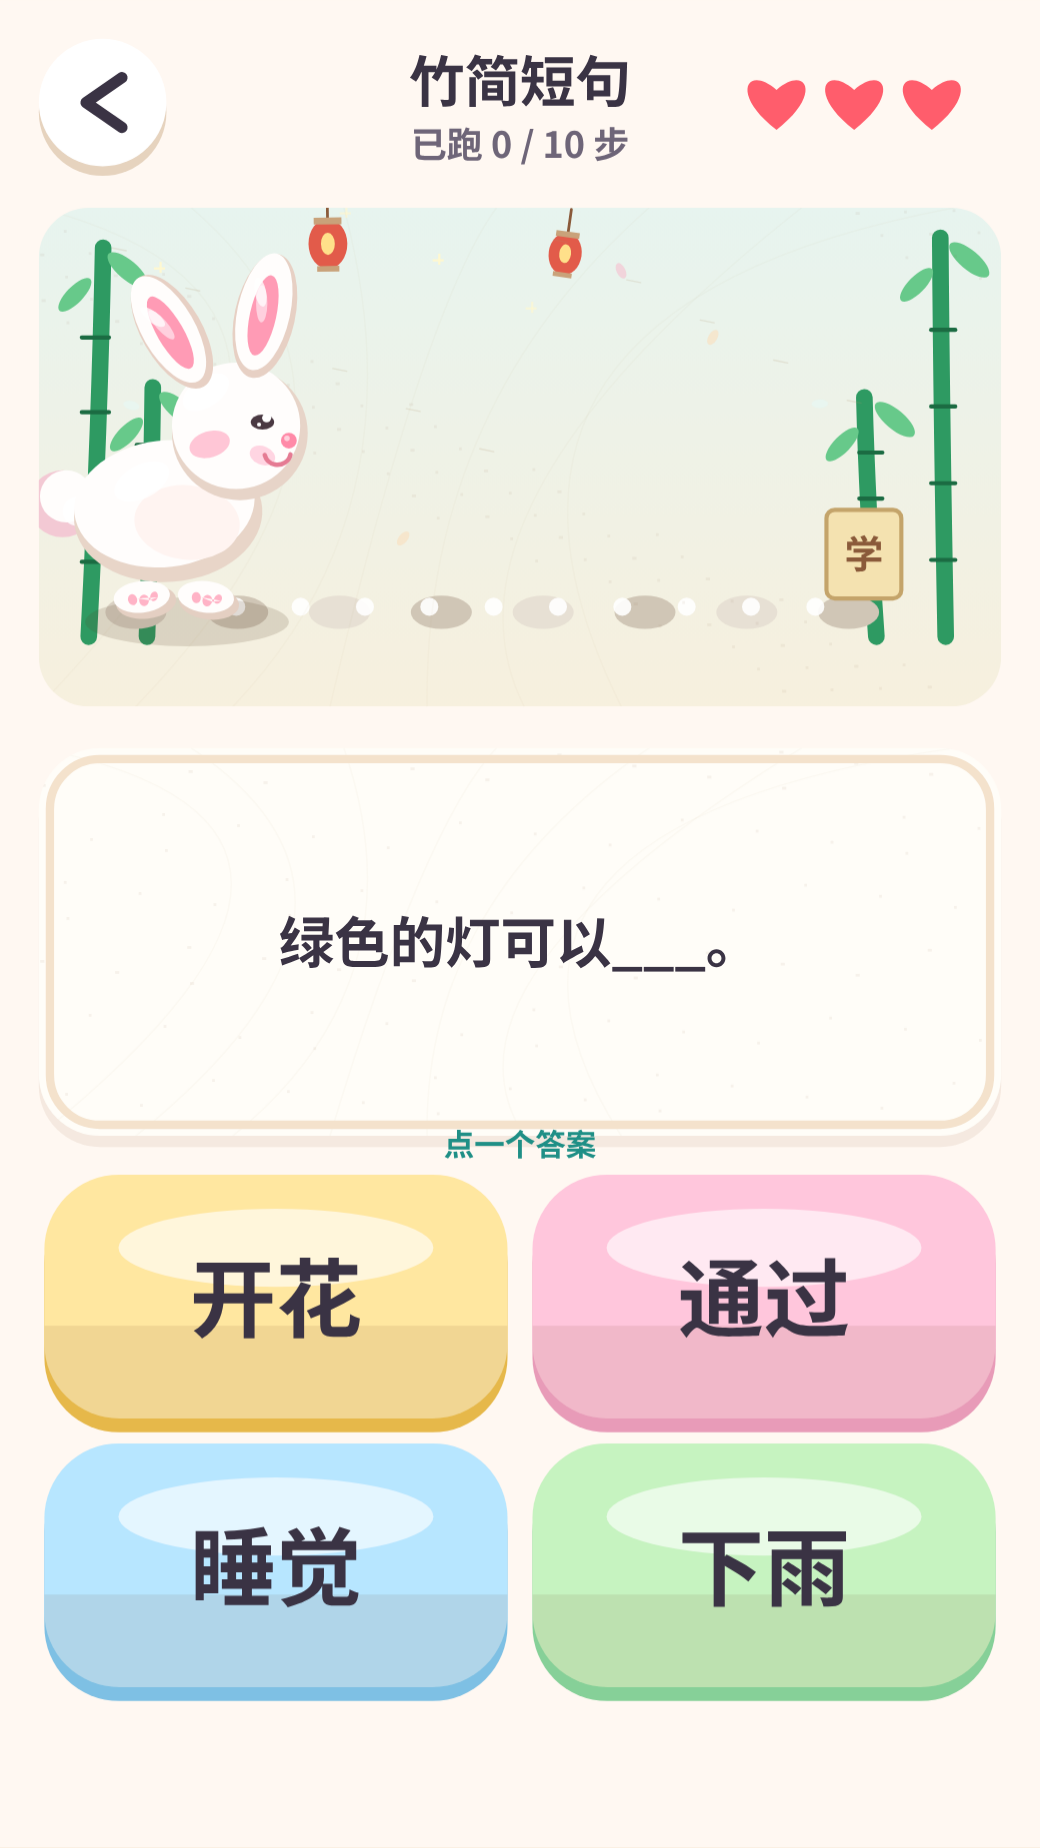 竹简短句
已跑 0 / 10 步
学
绿色的灯可以___。
点一个答案
开花
通过
睡觉
下雨